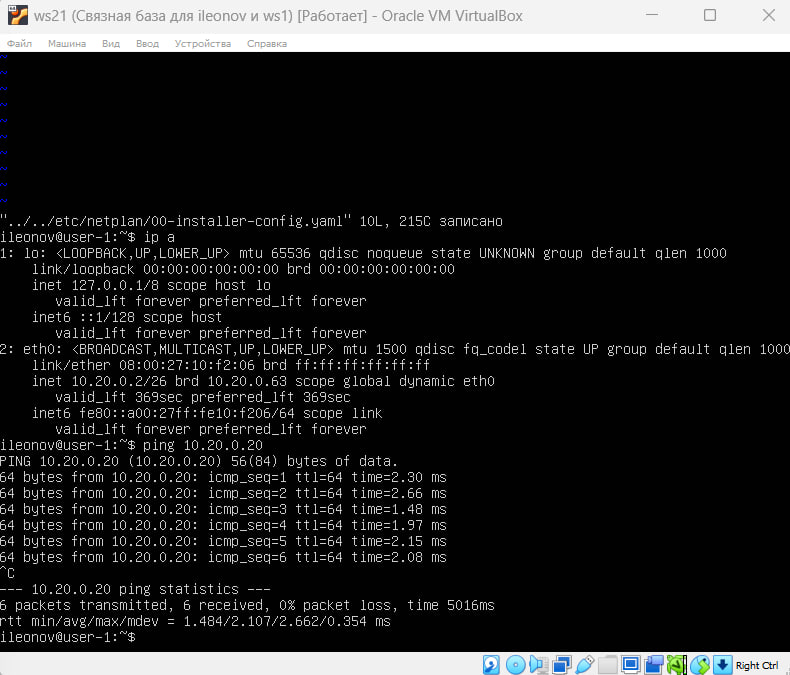 ws21 (Связная база для ileonov и ws1) [Работает] - Oracle VM VirtualBox
Файл Машина Вид Ввод Устройства Справка
~
~
~
~
~
~
~
~
~
~
"../../etc/netplan/00-installer-config.yaml" 10L, 215C записано
ileonov@user-1:~$ ip a
1: lo: <LOOPBACK,UP,LOWER_UP> mtu 65536 qdisc noqueue state UNKNOWN group default qlen 1000
    link/loopback 00:00:00:00:00:00 brd 00:00:00:00:00:00
    inet 127.0.0.1/8 scope host lo
       valid_lft forever preferred_lft forever
    inet6 ::1/128 scope host
       valid_lft forever preferred_lft forever
2: eth0: <BROADCAST,MULTICAST,UP,LOWER_UP> mtu 1500 qdisc fq_codel state UP group default qlen 1000
    link/ether 08:00:27:10:f2:06 brd ff:ff:ff:ff:ff:ff
    inet 10.20.0.2/26 brd 10.20.0.63 scope global dynamic eth0
       valid_lft 369sec preferred_lft 369sec
    inet6 fe80::a00:27ff:fe10:f206/64 scope link
       valid_lft forever preferred_lft forever
ileonov@user-1:~$ ping 10.20.0.20
PING 10.20.0.20 (10.20.0.20) 56(84) bytes of data.
64 bytes from 10.20.0.20: icmp_seq=1 ttl=64 time=2.30 ms
64 bytes from 10.20.0.20: icmp_seq=2 ttl=64 time=2.66 ms
64 bytes from 10.20.0.20: icmp_seq=3 ttl=64 time=1.48 ms
64 bytes from 10.20.0.20: icmp_seq=4 ttl=64 time=1.97 ms
64 bytes from 10.20.0.20: icmp_seq=5 ttl=64 time=2.15 ms
64 bytes from 10.20.0.20: icmp_seq=6 ttl=64 time=2.08 ms
^C
--- 10.20.0.20 ping statistics ---
6 packets transmitted, 6 received, 0% packet loss, time 5016ms
rtt min/avg/max/mdev = 1.484/2.107/2.662/0.354 ms
ileonov@user-1:~$
Right Ctrl